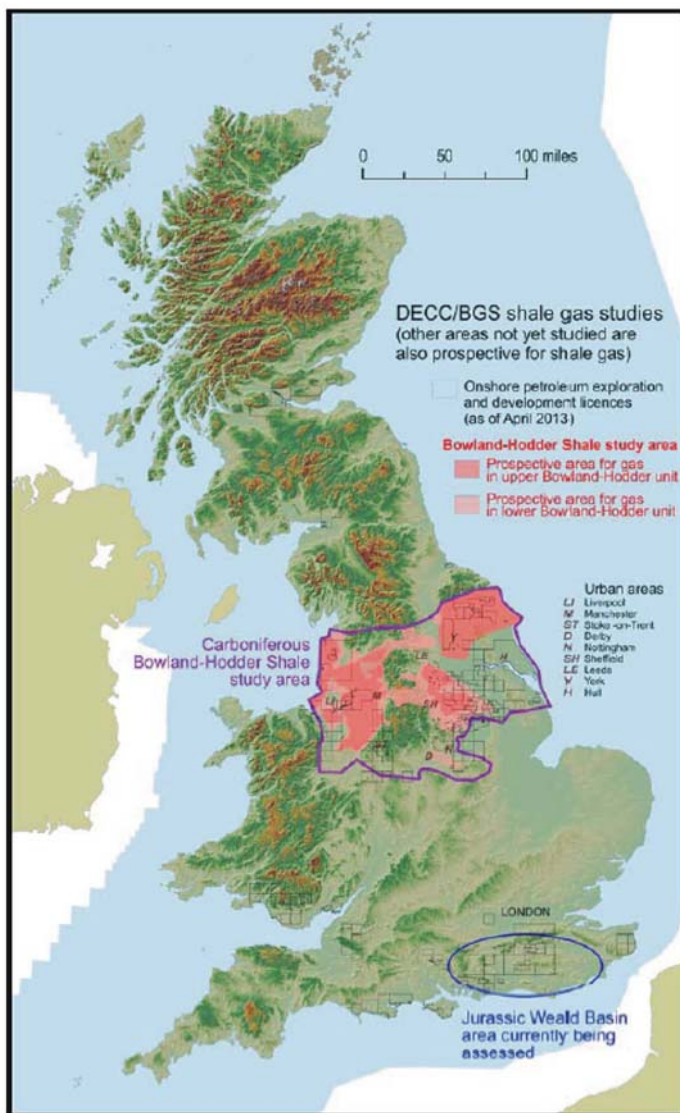 0 50 100 miles
DECC/BGS shale gas studies
(other areas not yet studied are
also prospective for shale gas)
Onshore petroleum exploration
and development licences
(as of April 2013)
Bowland-Hodder Shale study area
Prospective area for gas
in upper Bowland-Hodder unit
Prospective area for gas
in lower Bowland-Hodder unit
Urban areas
LI Liverpool
M Manchester
ST Stoke-on-Trent
D Derby
N Nottingham
SH Sheffield
LE Leeds
Y York
H Hull
Carboniferous
Bowland-Hodder Shale
study area
Y
LE
H
LI
M
SH
D
N
LONDON
Jurassic Weald Basin
area currently being
assessed